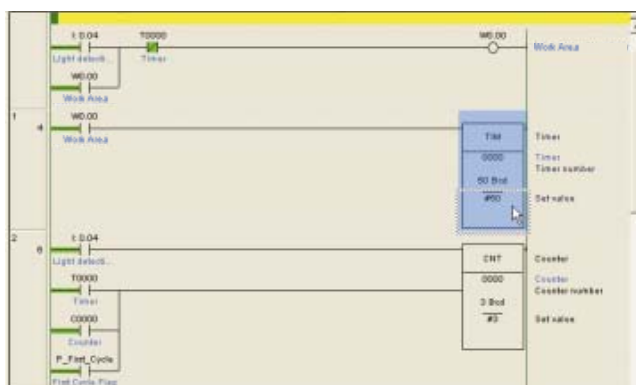 I: 0.04 T0000 W0.00
Light detecti... Timer Work Area
W0.00
Work Area
1 4 W0.00
Work Area
TIM Timer
0000 Timer
Timer number
60 Bcd
#60 Set value
2 6 I: 0.04
Light detecti...
CNT Counter
T0000 0000 Counter
Timer Counter number
3 Bcd
C0000 #3 Set value
Counter
P_First_Cycle
First Cycle Flag